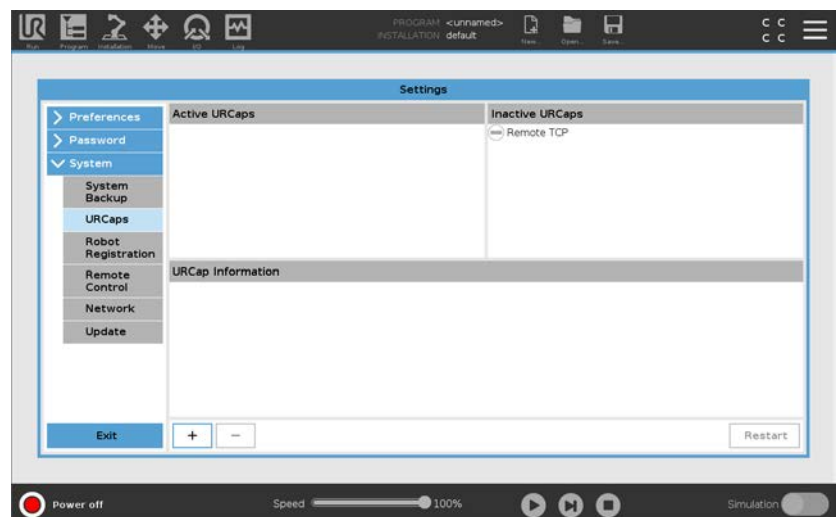 PROGRAM <unnamed>
INSTALLATION default
UR
Run
Program
Installation
Move
I/O
Log
New...
Open...
Save...
C C
C C
Settings
Preferences
Password
System
System
Backup
URCaps
Robot
Registration
Remote
Control
Network
Update
Exit
Active URCaps
Inactive URCaps
Remote TCP
URCap Information
+
−
Restart
Power off
Speed
100%
Simulation